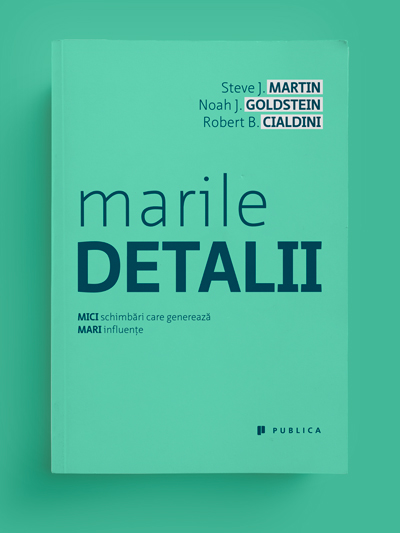 Steve J. MARTIN
Noah J. GOLDSTEIN
Robert B. CIALDINI
marile
DETALII
MICI schimbări care generează
MARI influențe
PUBLICA